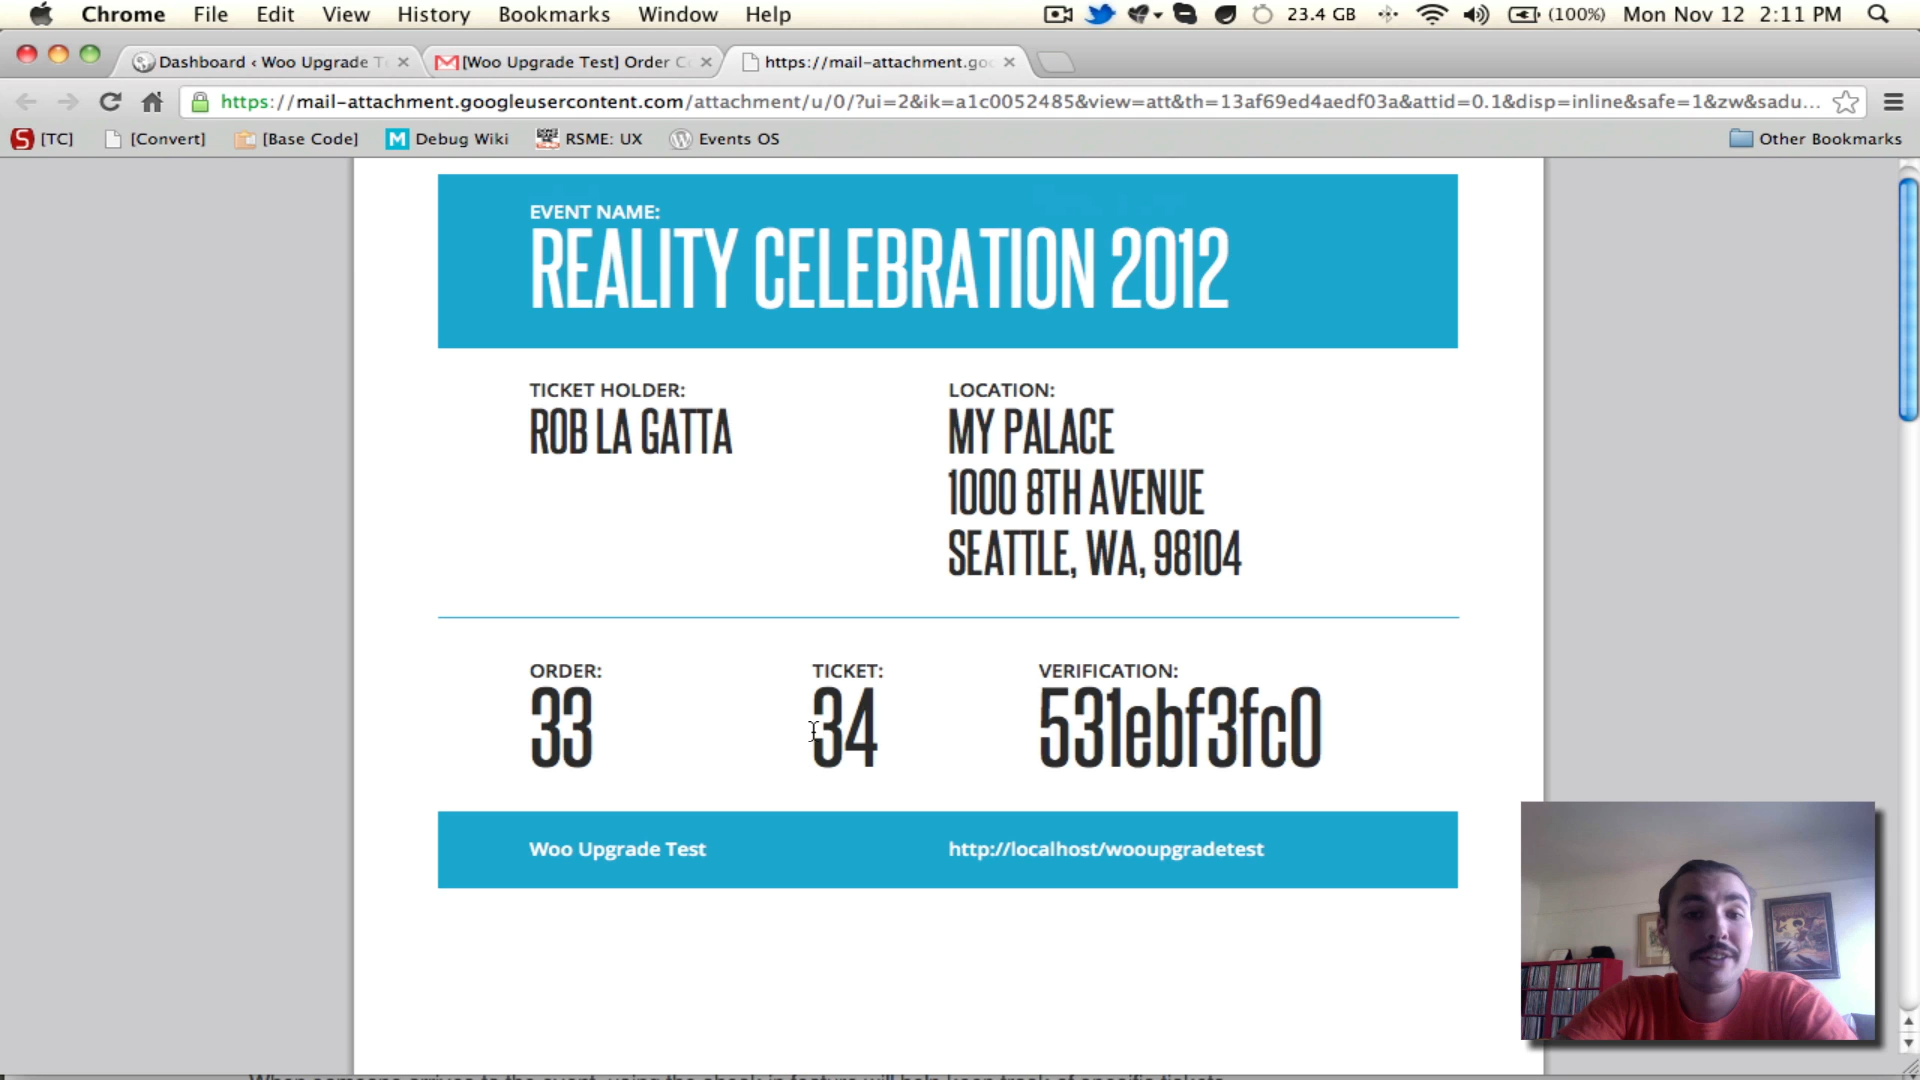 Chrome File Edit View History Bookmarks Window Help 23.4 GB (100%) Mon Nov 12 2:11 PM
Dashboard ‹ Woo Upgrade T [Woo Upgrade Test] Order C https://mail-attachment.goo
https://mail-attachment.googleusercontent.com/attachment/u/0/?ui=2&ik=a1c0052485&view=att&th=13af69ed4aedf03a&attid=0.1&disp=inline&safe=1&zw&sadu...
S [TC] [Convert] [Base Code] M Debug Wiki RSME: UX Events OS Other Bookmarks
EVENT NAME:
REALITY CELEBRATION 2012
TICKET HOLDER:
ROB LA GATTA
LOCATION:
MY PALACE
1000 8TH AVENUE
SEATTLE, WA, 98104
ORDER:
33
TICKET:
34
VERIFICATION:
531ebf3fc0
Woo Upgrade Test http://localhost/wooupgradetest